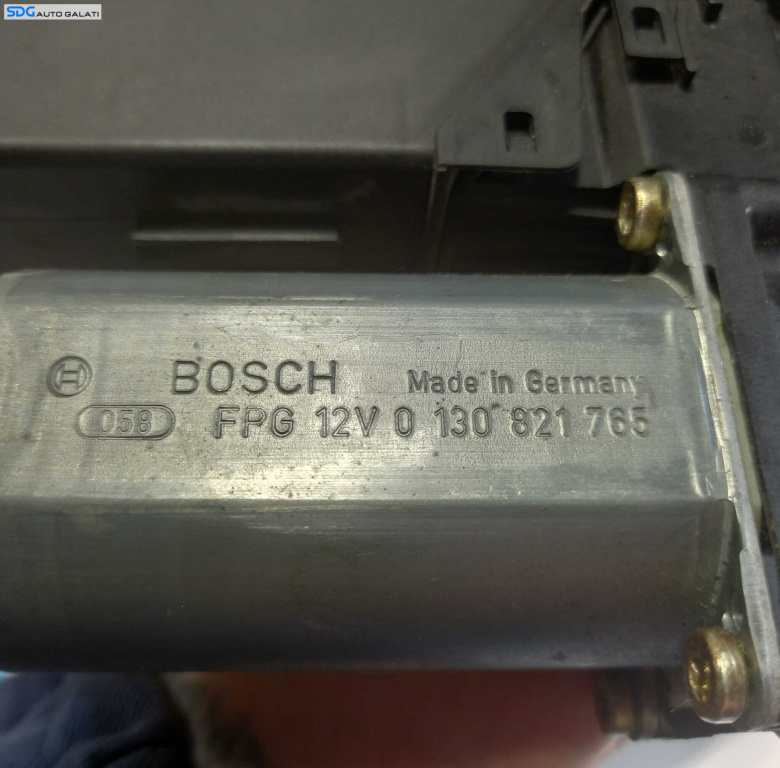 SDG AUTO GALATI
BOSCH Made in Germany
058 FPG 12V 0 130 821 765